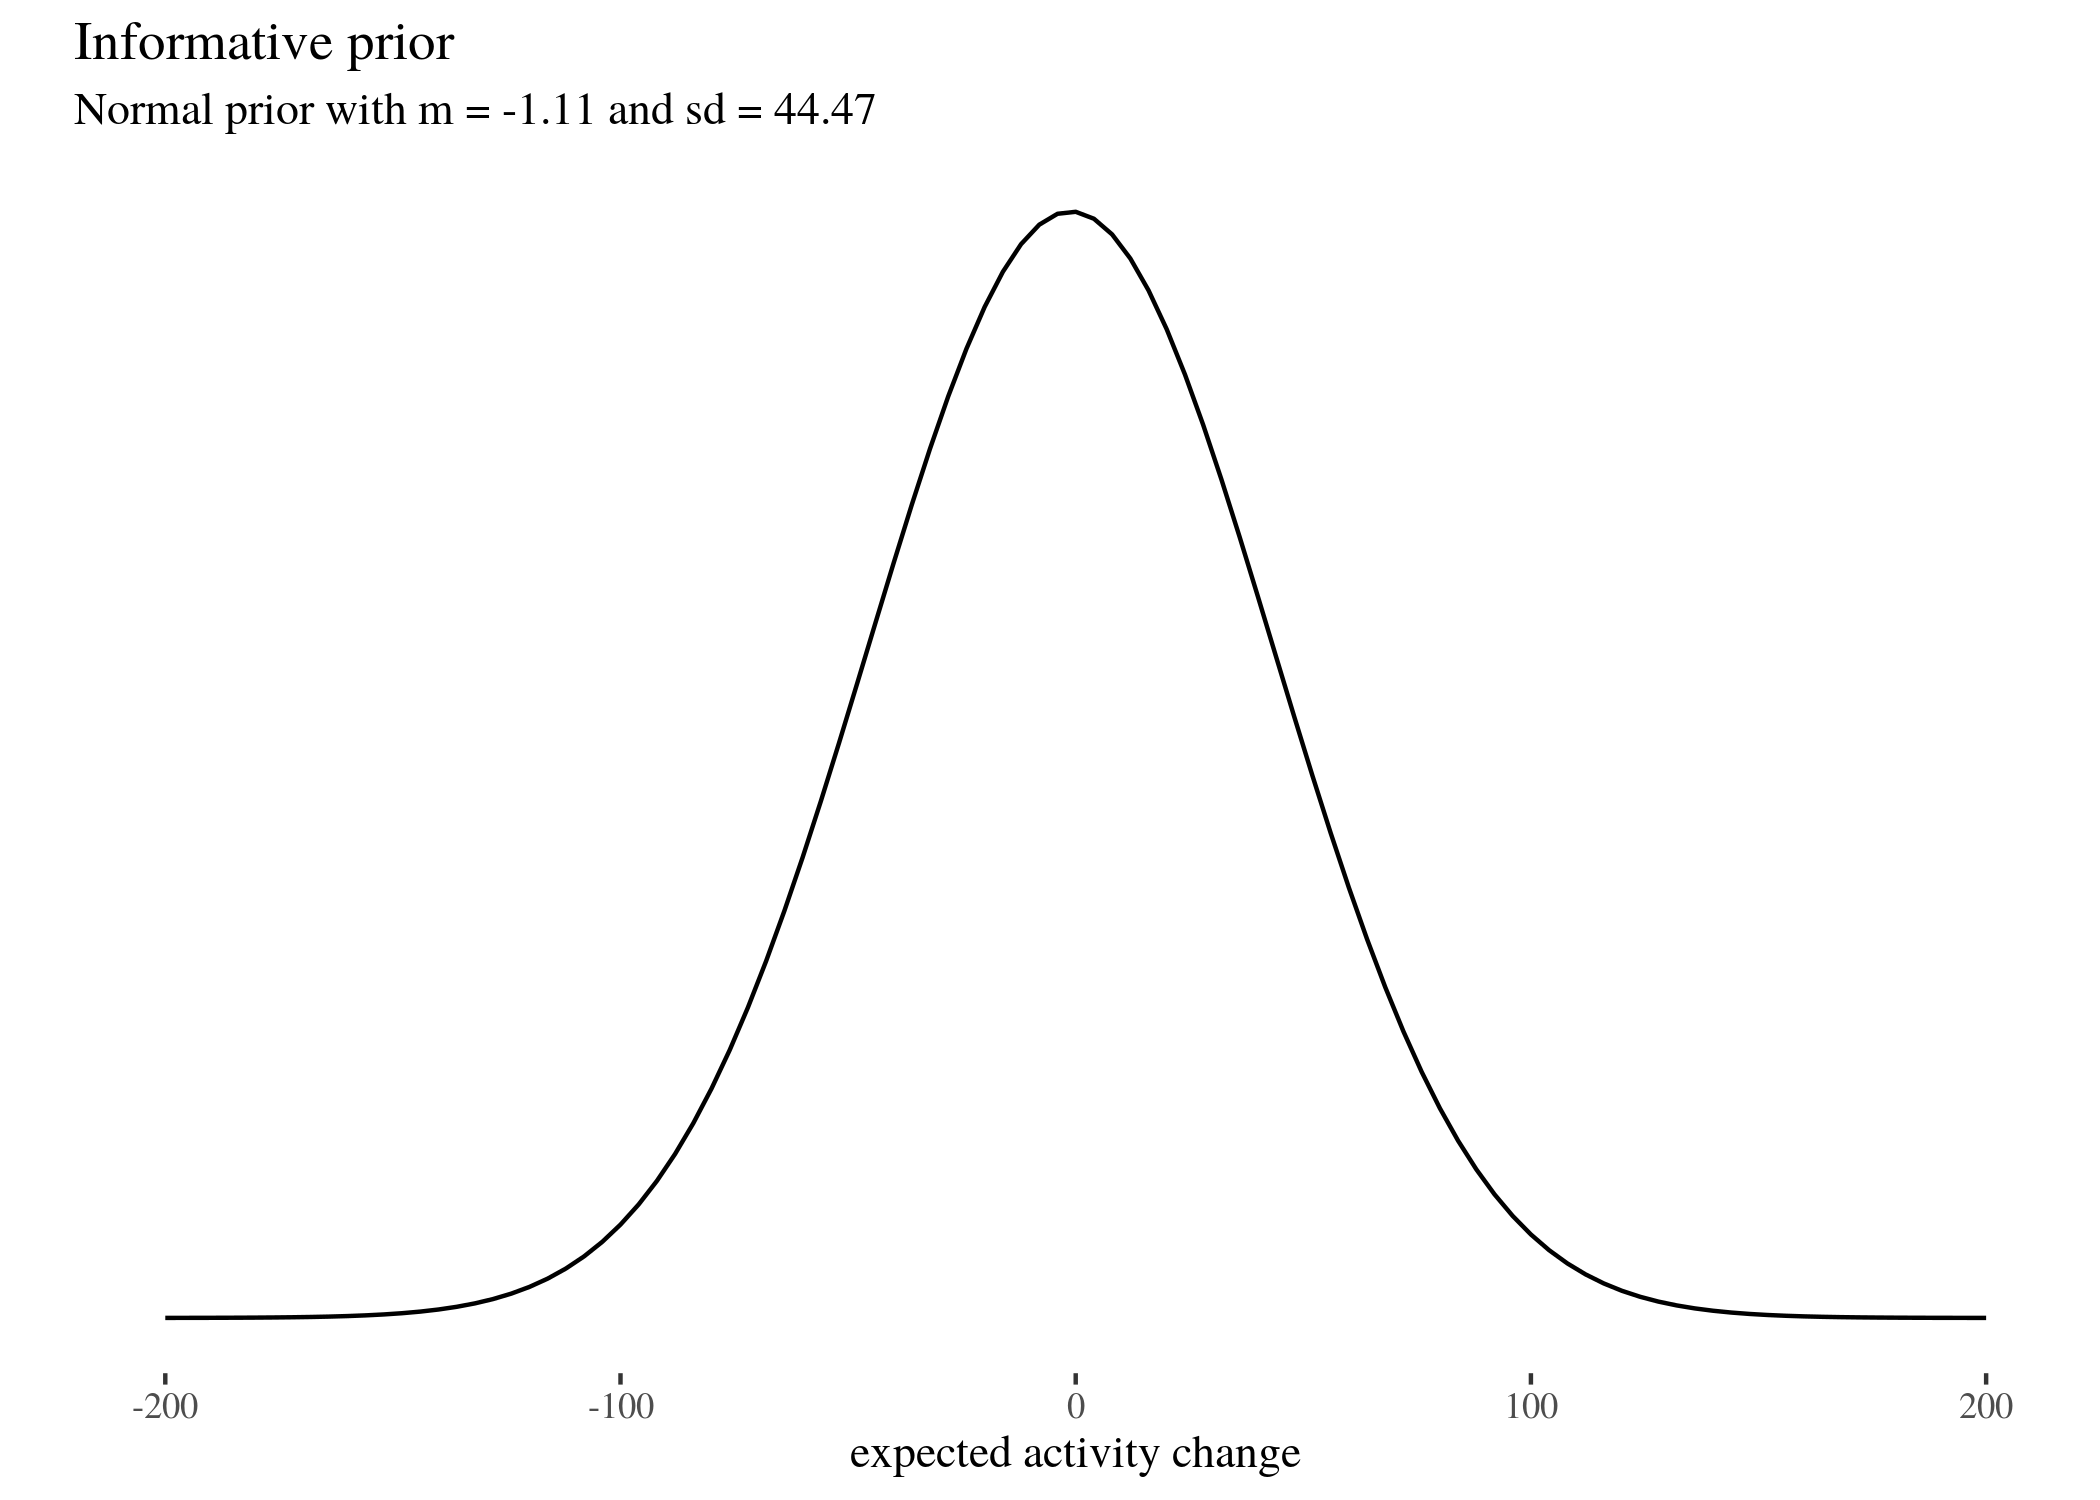 Informative prior
Normal prior with m = -1.11 and sd = 44.47
-200 -100 0 100 200
expected activity change